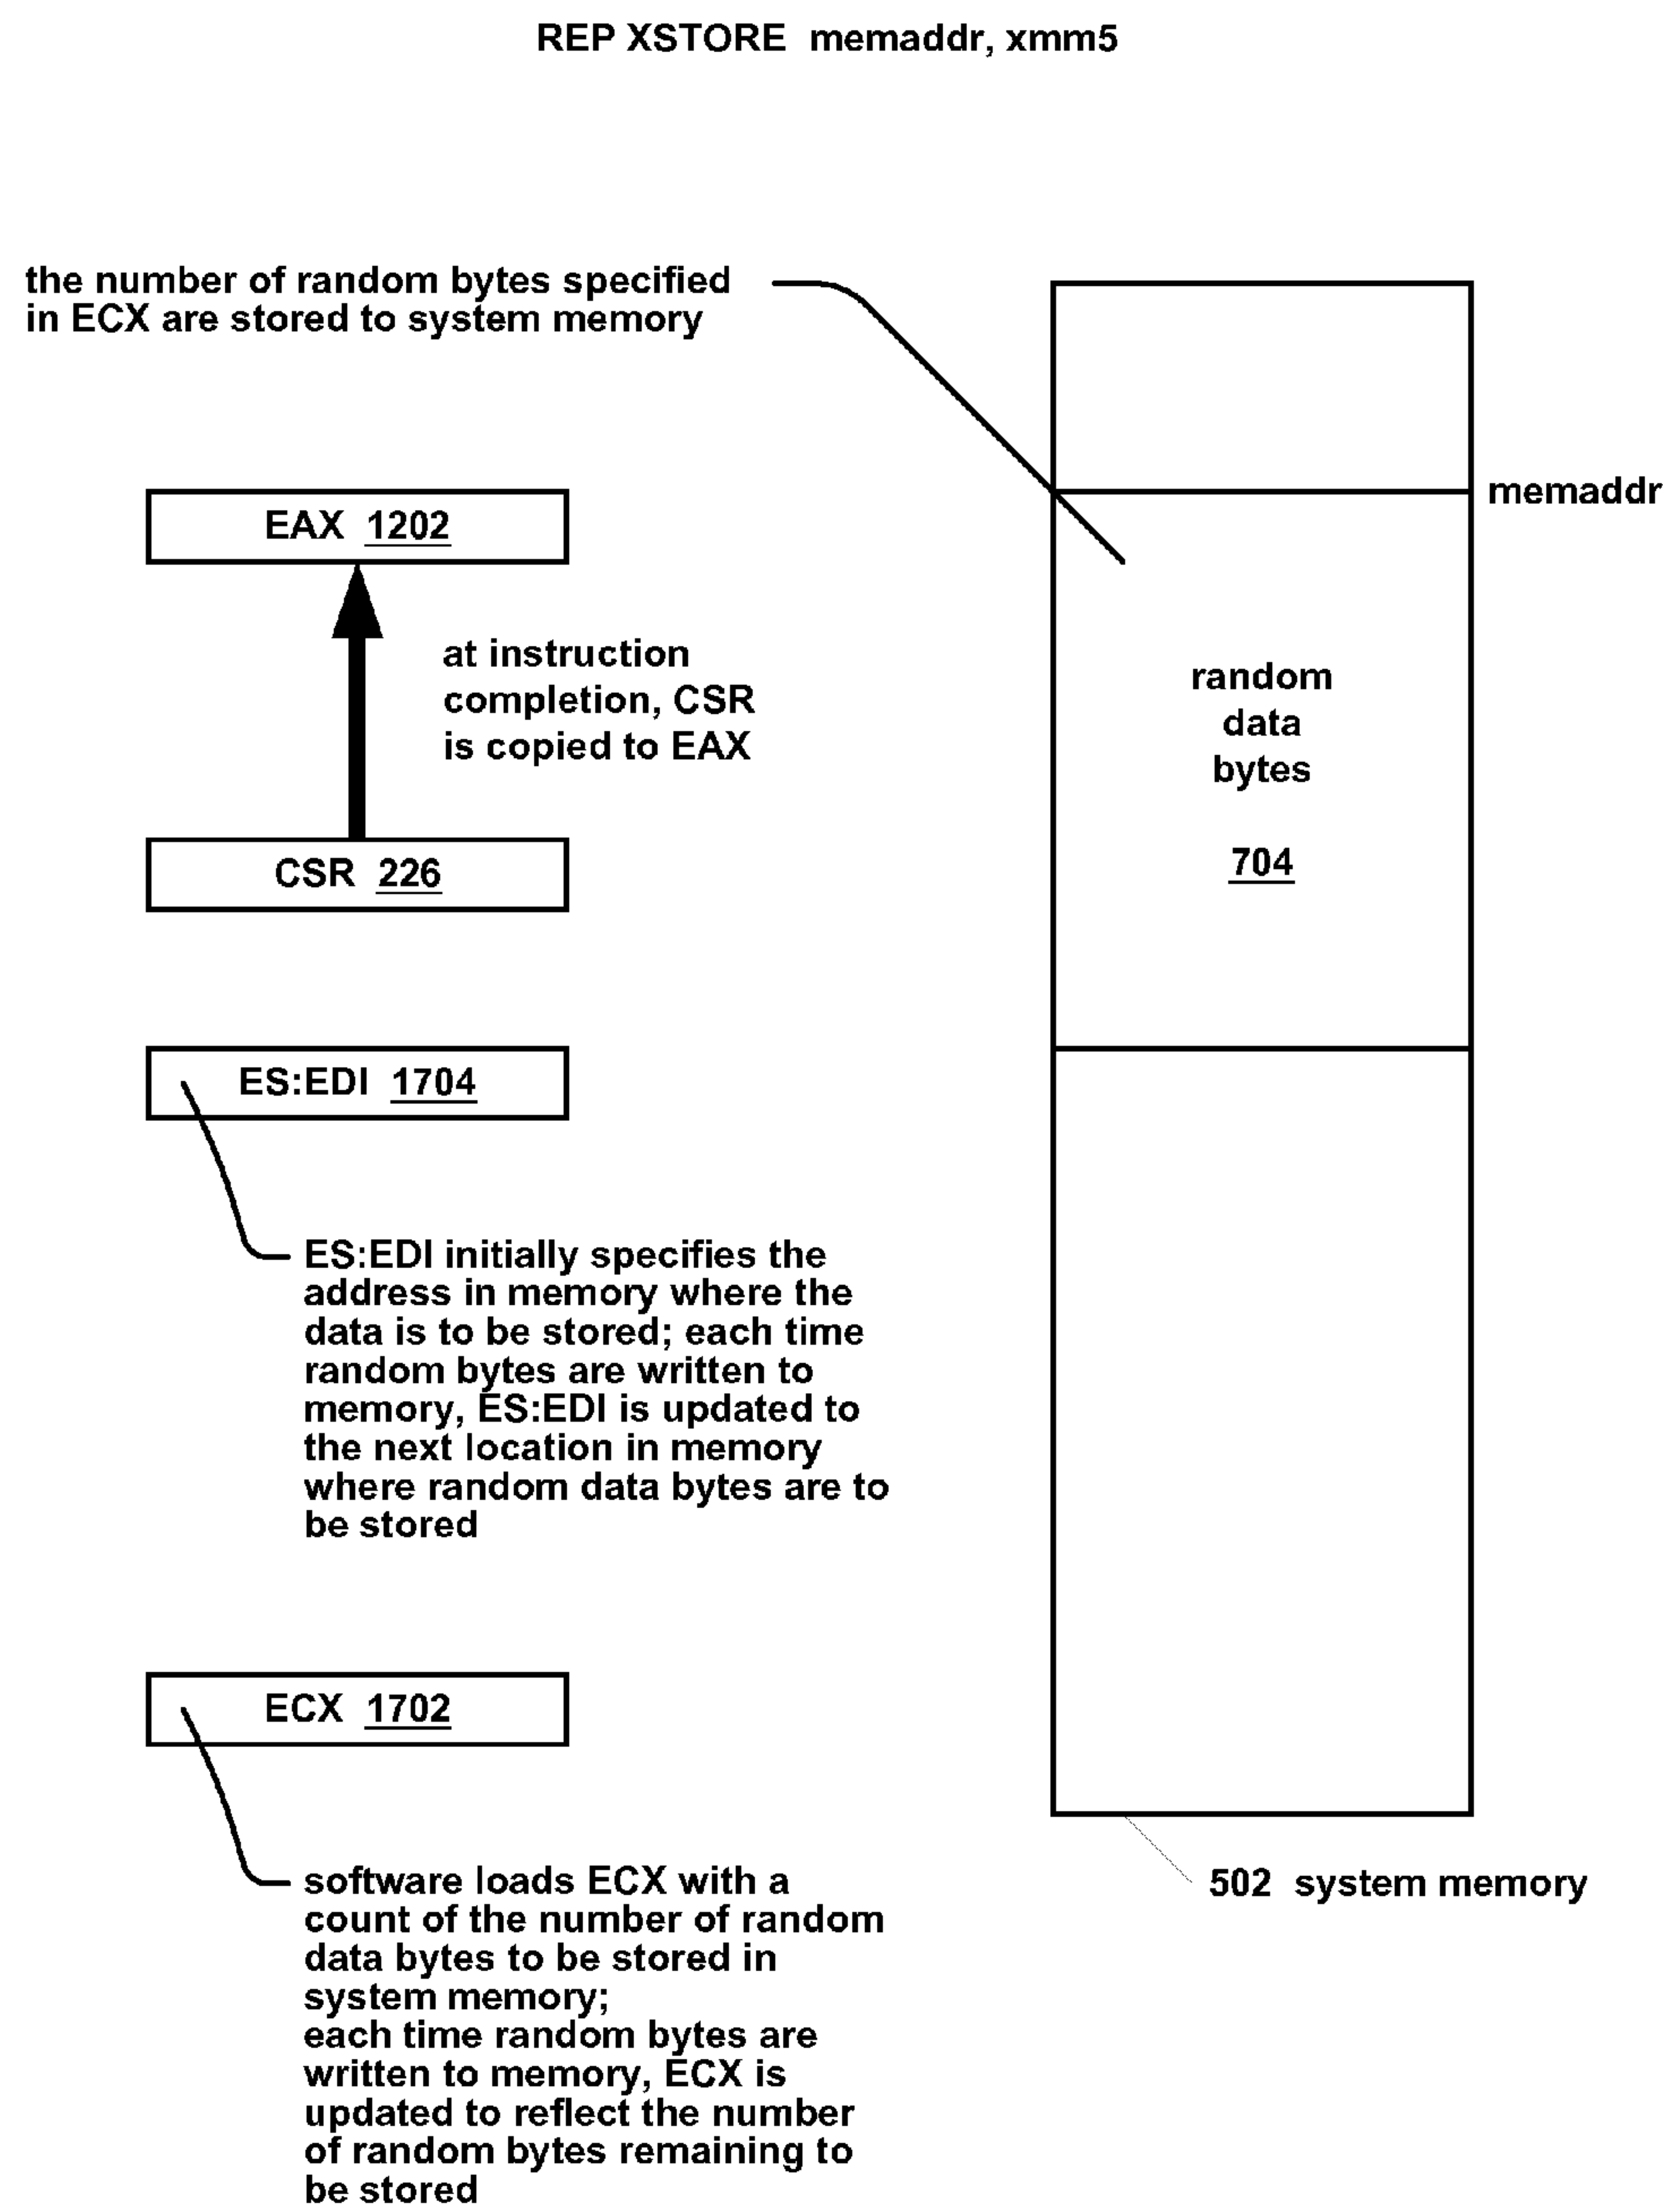 REP XSTORE memaddr, xmm5
the number of random bytes specified
in ECX are stored to system memory
memaddr
EAX 1202
at instruction
completion, CSR
is copied to EAX
random
data
bytes
704
CSR 226
ES:EDI 1704
ES:EDI initially specifies the
address in memory where the
data is to be stored; each time
random bytes are written to
memory, ES:EDI is updated to
the next location in memory
where random data bytes are to
be stored
ECX 1702
software loads ECX with a
count of the number of random
data bytes to be stored in
system memory;
each time random bytes are
written to memory, ECX is
updated to reflect the number
of random bytes remaining to
be stored
502 system memory